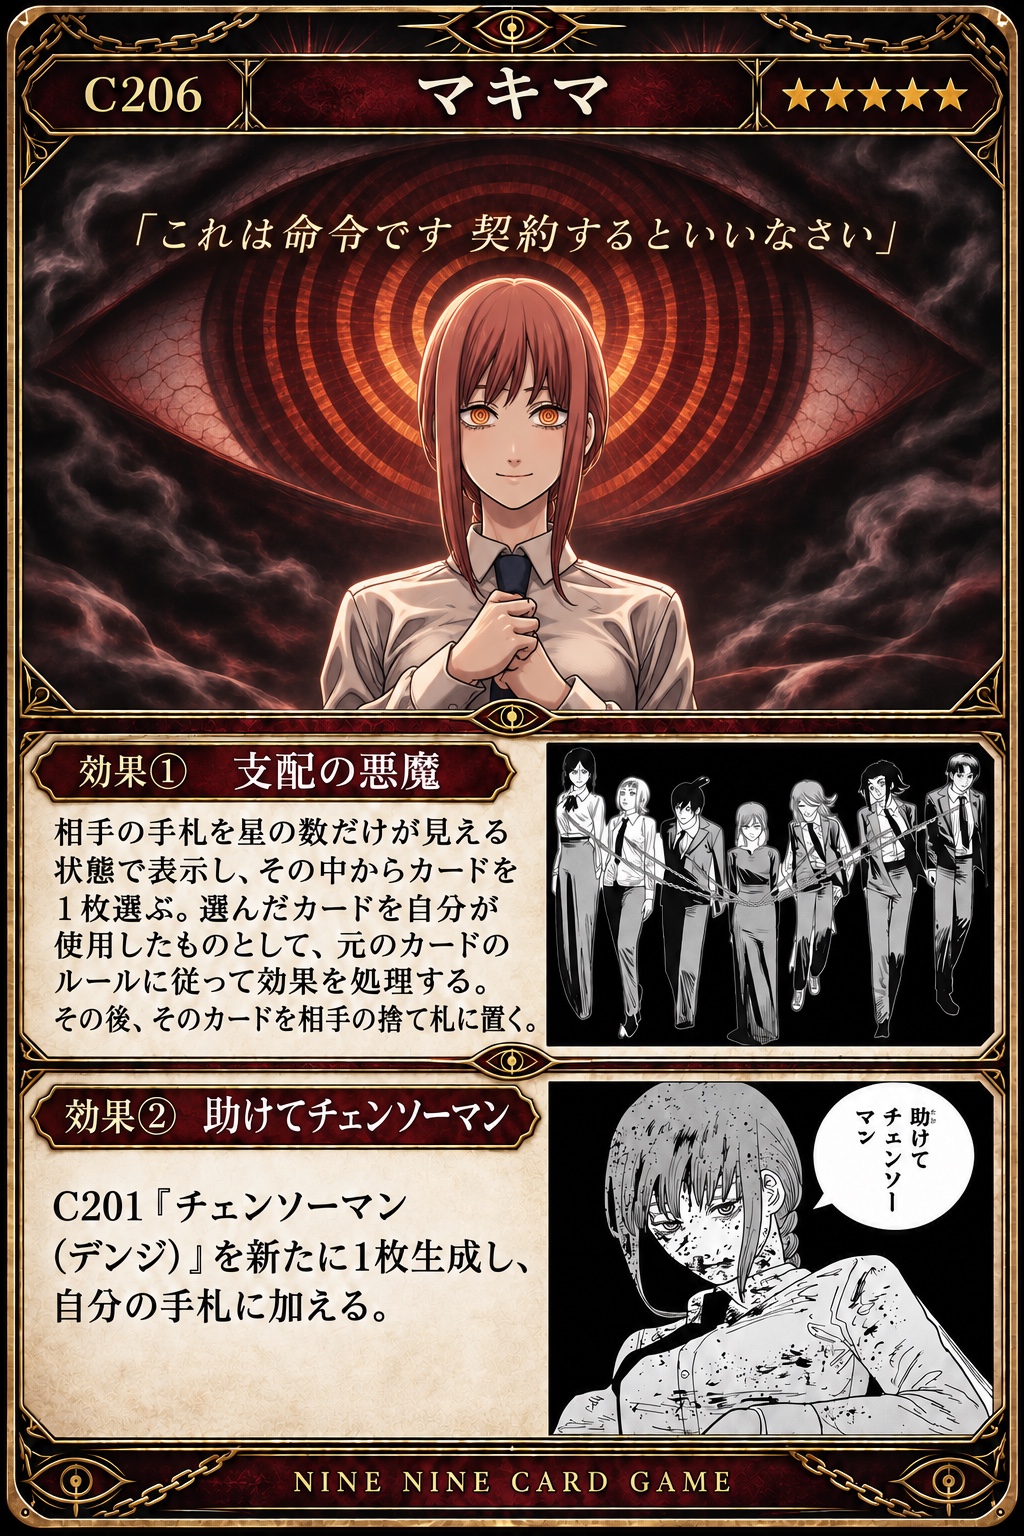 C206
マキマ
★★★★★
「これは命令です 契約するといいなさい」
効果① 支配の悪魔
相手の手札を星の数だけが見える
状態で表示し、その中からカードを
1枚選ぶ。選んだカードを自分が
使用したものとして、元のカードの
ルールに従って効果を処理する。
その後、そのカードを相手の捨て札に置く。
効果② 助けてチェンソーマン
C201『チェンソーマン
(デンジ)』を新たに1枚生成し、
自分の手札に加える。
助けて
チェンソー
マン
NINE NINE CARD GAME